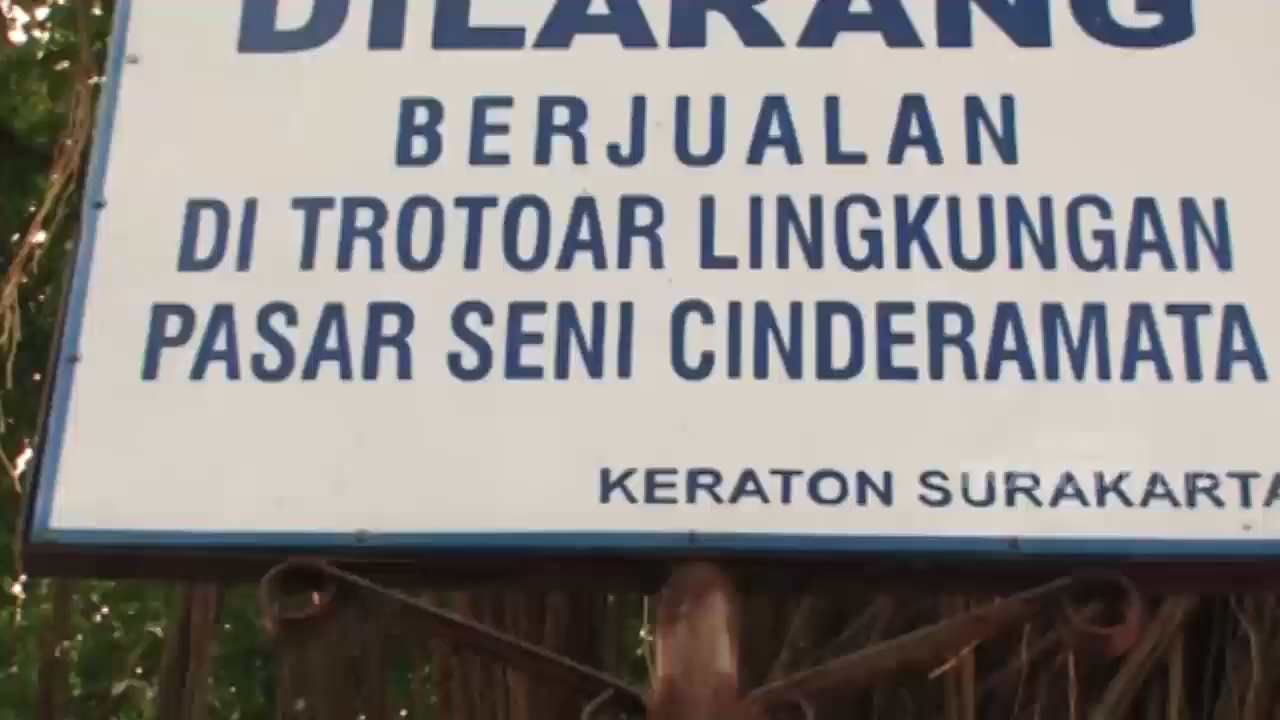 DILARANG
BERJUALAN
DI TROTOAR LINGKUNGAN
PASAR SENI CINDERAMATA
KERATON SURAKARTA